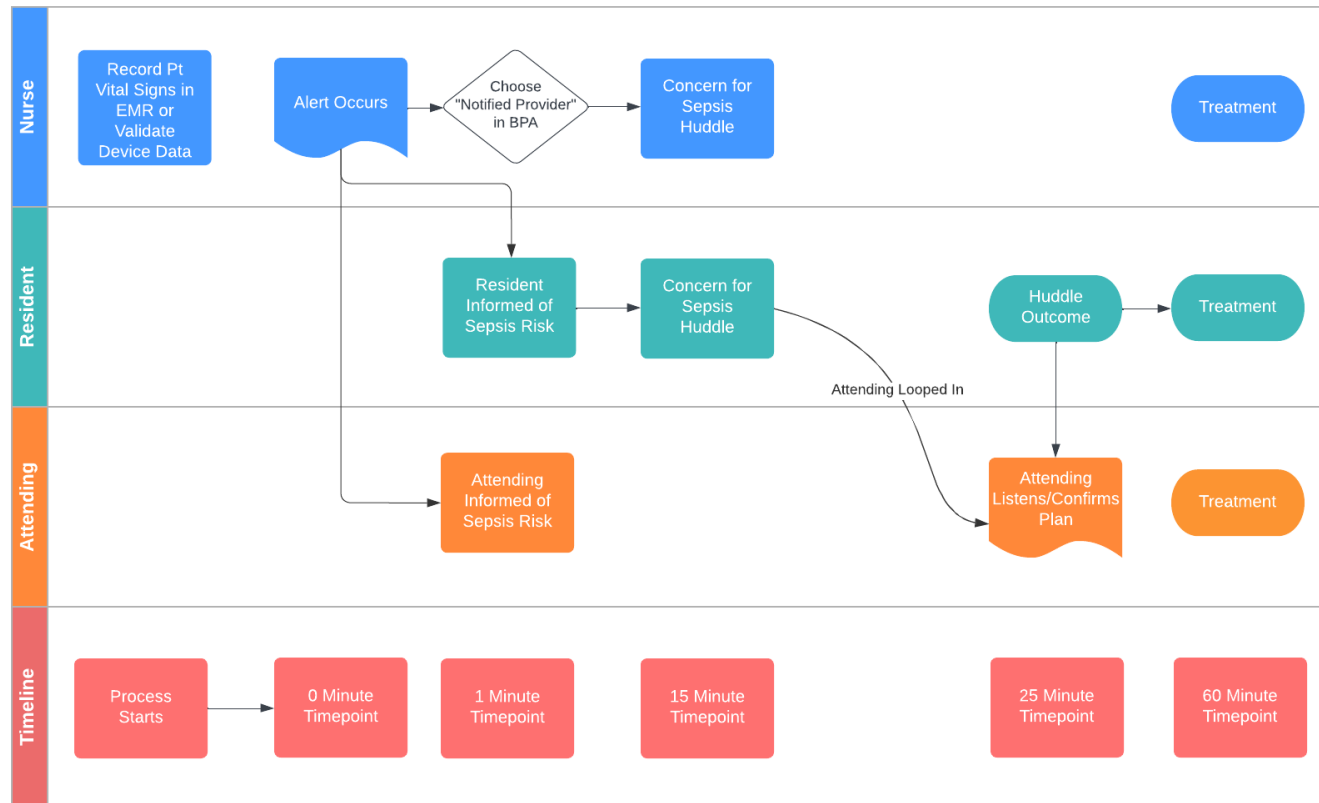 Nurse
Record Pt
Vital Signs in
EMR or
Validate
Device Data
Alert Occurs
Choose
"Notified Provider"
in BPA
Concern for
Sepsis
Huddle
Treatment
Resident
Resident
Informed of
Sepsis Risk
Concern for
Sepsis
Huddle
Huddle
Outcome
Treatment
Attending Looped In
Attending
Attending
Informed of
Sepsis Risk
Attending
Listens/Confirms
Plan
Treatment
Timeline
Process
Starts
0 Minute
Timepoint
1 Minute
Timepoint
15 Minute
Timepoint
25 Minute
Timepoint
60 Minute
Timepoint